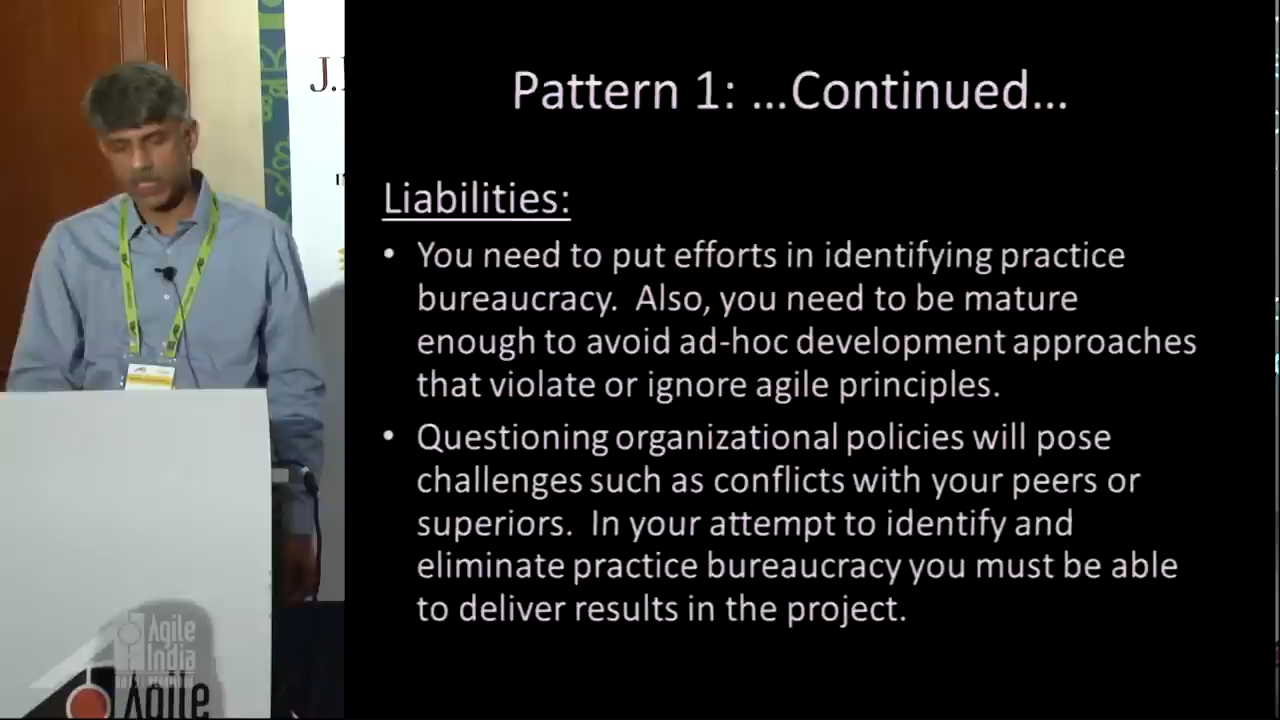 Pattern 1: ...Continued...
Liabilities:
• You need to put efforts in identifying practice
bureaucracy.  Also, you need to be mature
enough to avoid ad-hoc development approaches
that violate or ignore agile principles.
• Questioning organizational policies will pose
challenges such as conflicts with your peers or
superiors.  In your attempt to identify and
eliminate practice bureaucracy you must be able
to deliver results in the project.
J.
Agile
India
Agile